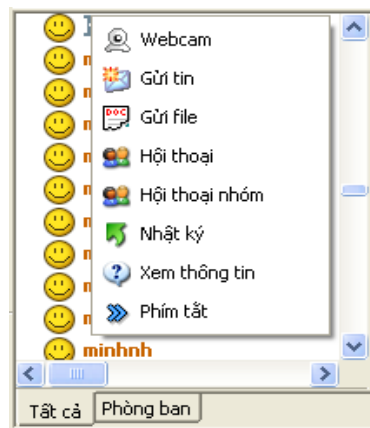 Webcam
Gửi tin
Gửi file
Hội thoại
Hội thoại nhóm
Nhật ký
Xem thông tin
Phím tắt
minhnh
Tất cả
Phòng ban